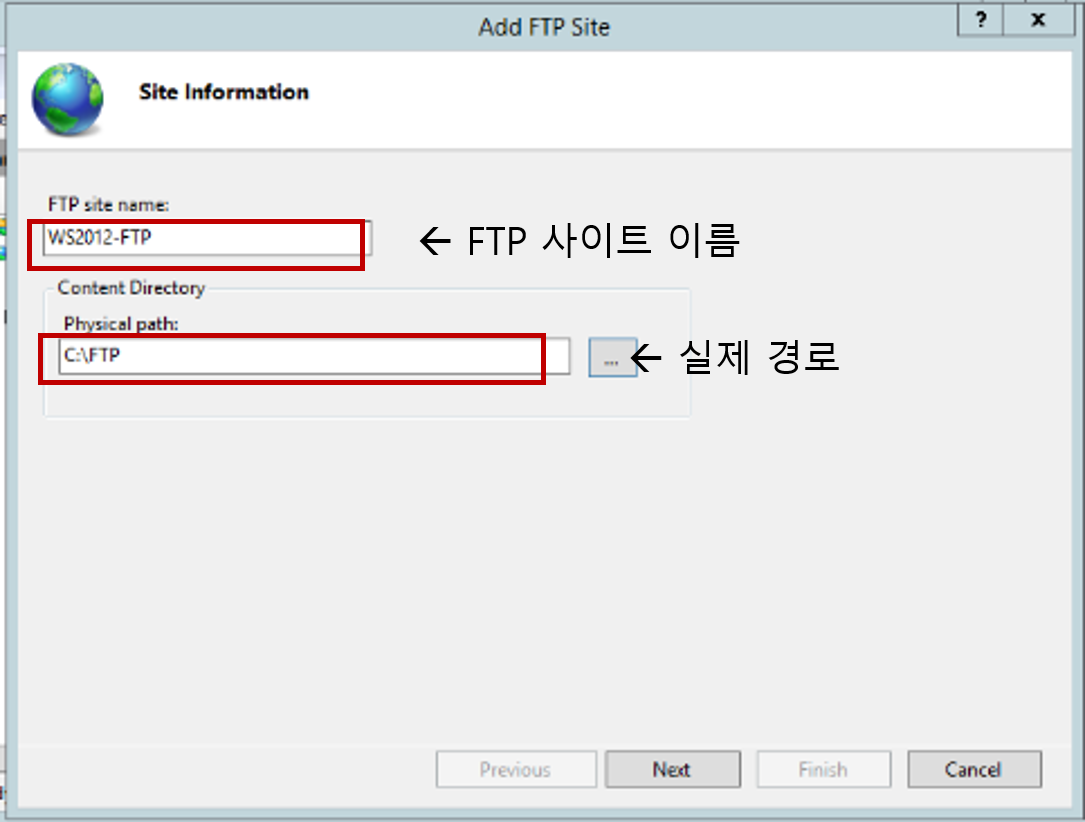 Add FTP Site
? x
Site Information
FTP site name:
WS2012-FTP
← FTP 사이트 이름
Content Directory
Physical path:
C:\FTP
...
← 실제 경로
Previous
Next
Finish
Cancel